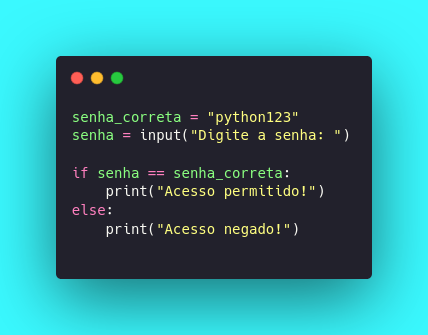 senha_correta = "python123"
senha = input("Digite a senha: ")
if senha == senha_correta:
    print("Acesso permitido!")
else:
    print("Acesso negado!")